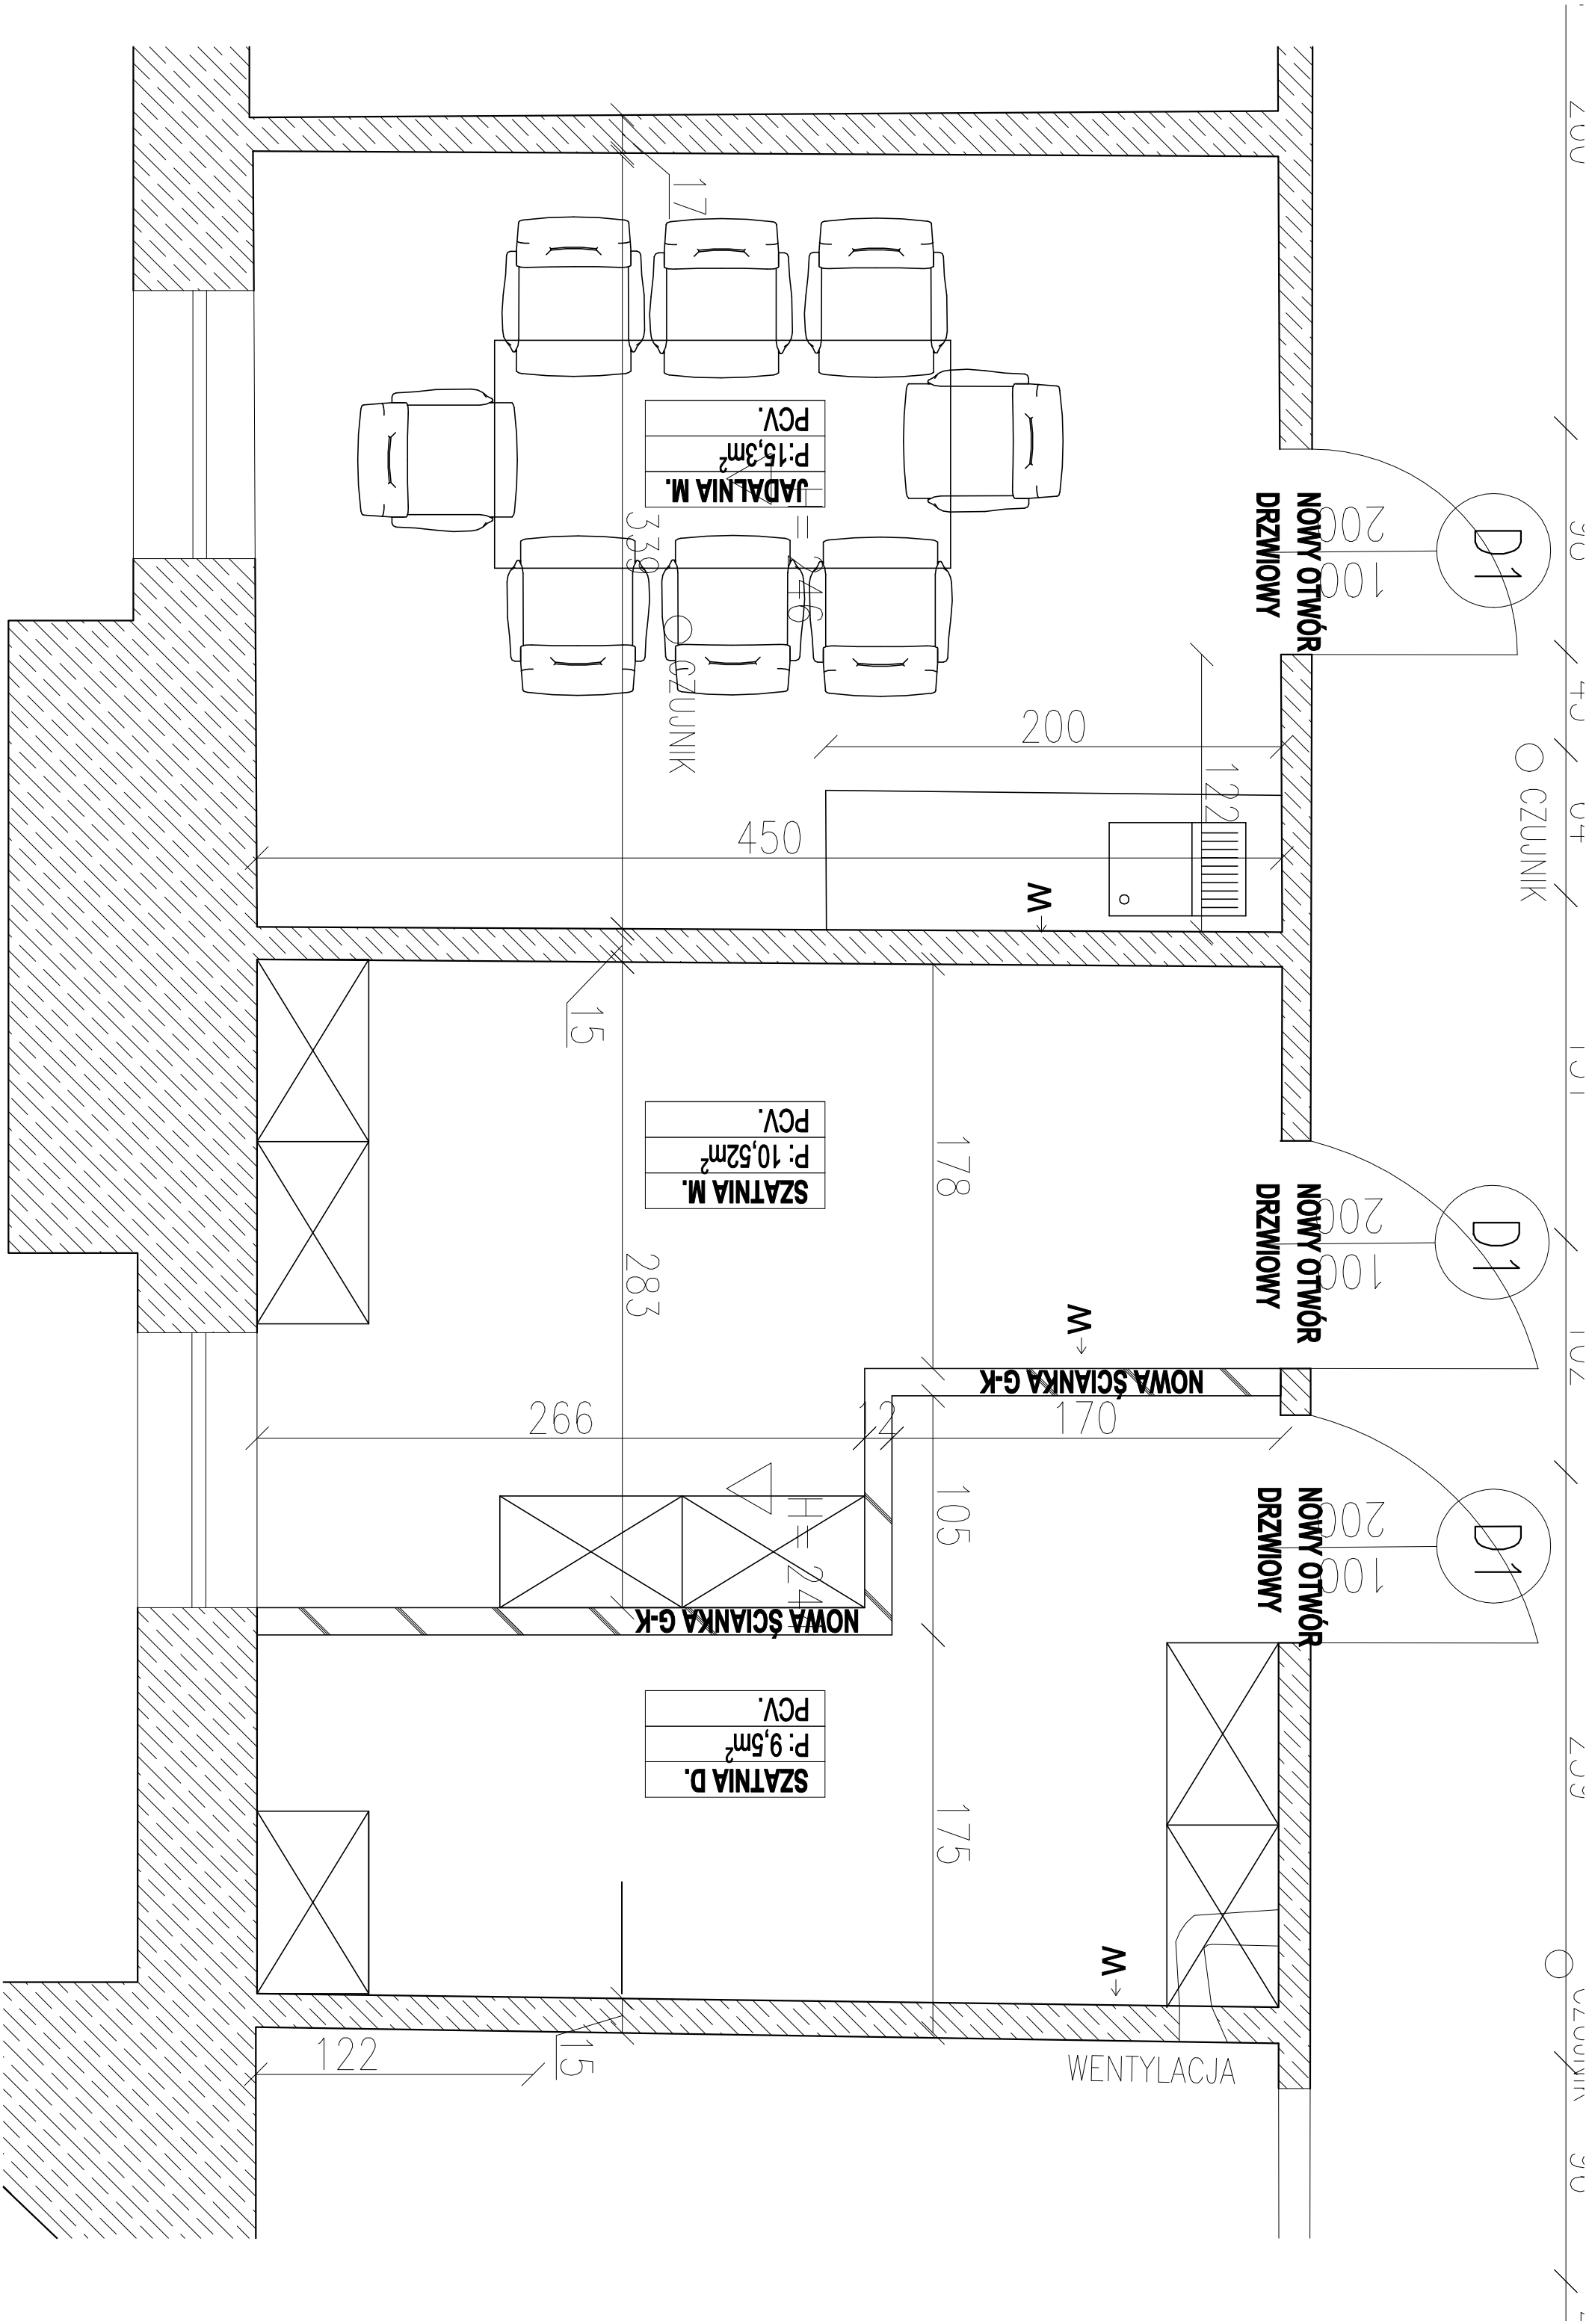 200
17
JADALNIA M.
P:15,3m²
PCV.
339
CZUJNIK
D1
100
200
NOWY OTWÓR
DRZWIOWY
200
122
450
W
CZUJNIK
15
SZATNIA M.
P: 10,52m²
PCV.
178
283
D1
100
200
NOWY OTWÓR
DRZWIOWY
W
NOWA ŚCIANKA G-K
266
12
170
105
D1
100
200
NOWY OTWÓR
DRZWIOWY
NOWA ŚCIANKA G-K
SZATNIA D.
P: 9,5m²
PCV.
175
W
122
15
WENTYLACJA